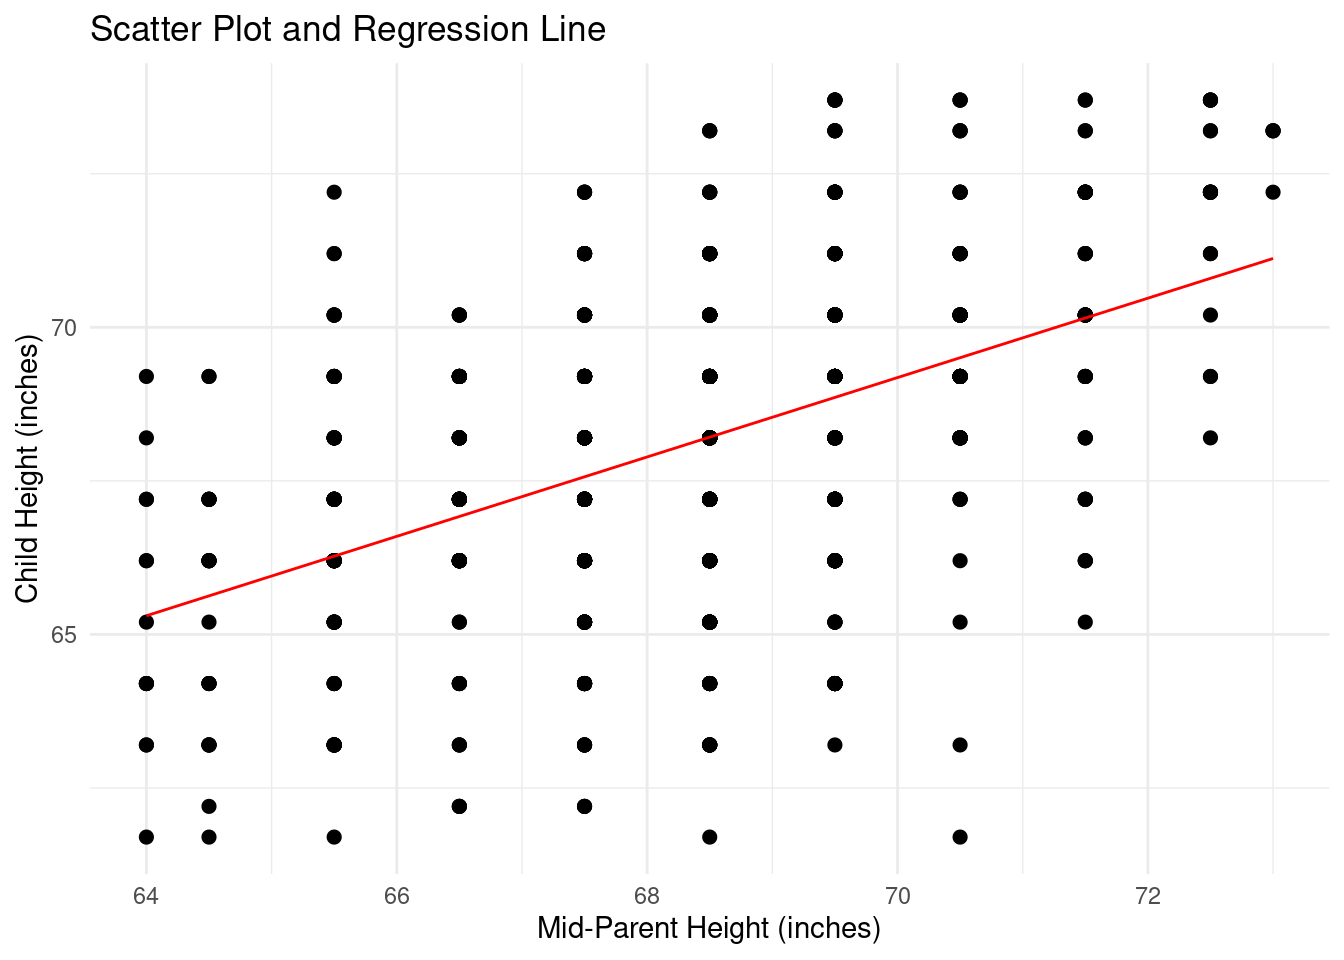 Scatter Plot and Regression Line
Child Height (inches)
70
65
64 66 68 70 72
Mid-Parent Height (inches)